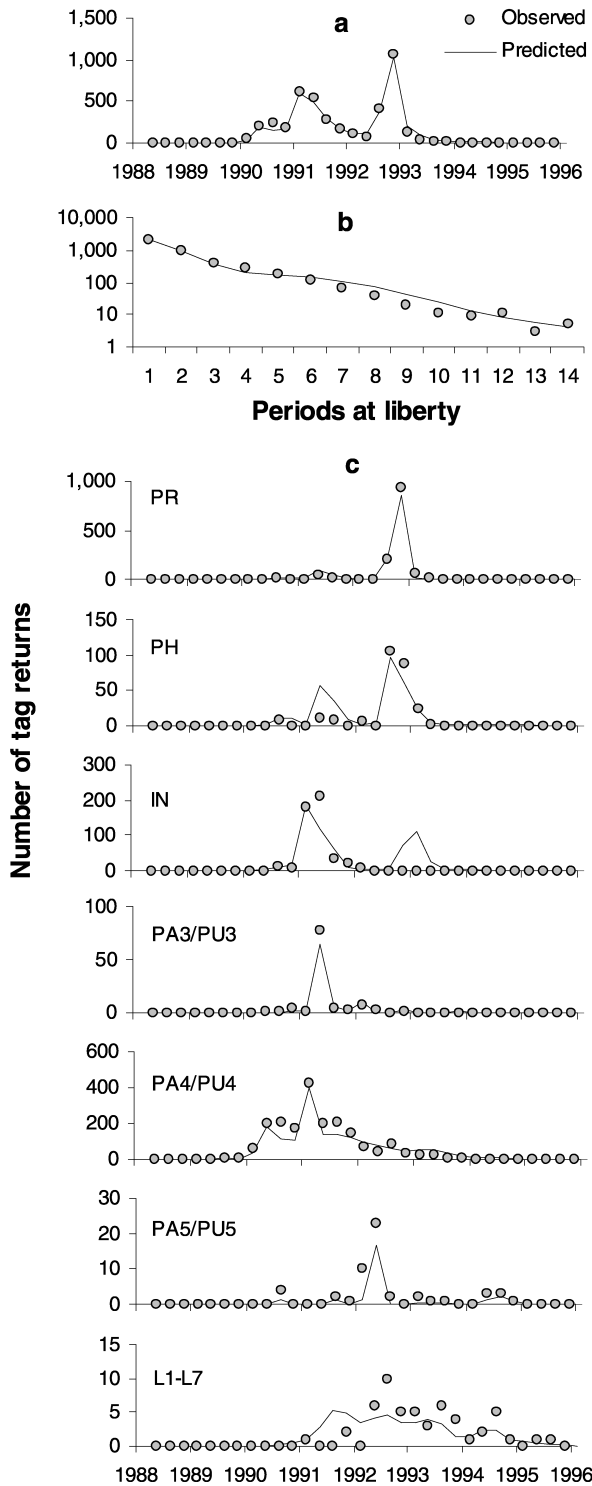 a
Observed
Predicted
1,500
1,000
500
0
1988 1989 1990 1991 1992 1993 1994 1995 1996
b
10,000
1,000
100
10
1
1 2 3 4 5 6 7 8 9 10 11 12 13 14
Periods at liberty
c
Number of tag returns
PR
1,000
500
0
PH
150
100
50
0
IN
300
200
100
0
PA3/PU3
100
50
0
PA4/PU4
600
400
200
0
PA5/PU5
30
20
10
0
L1-L7
15
10
5
0
1988 1989 1990 1991 1992 1993 1994 1995 1996